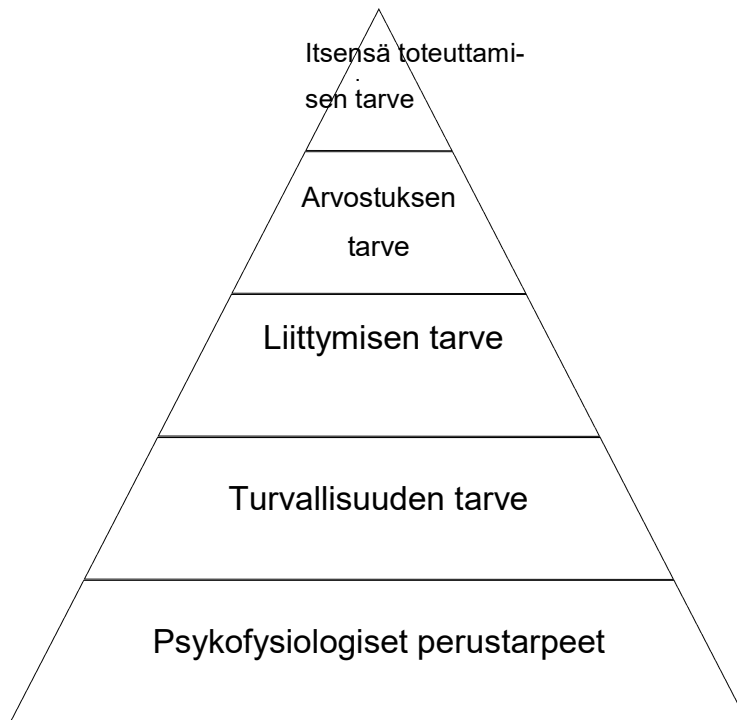 Itsensä toteuttami-
sen tarve
Arvostuksen
tarve
Liittymisen tarve
Turvallisuuden tarve
Psykofysiologiset perustarpeet